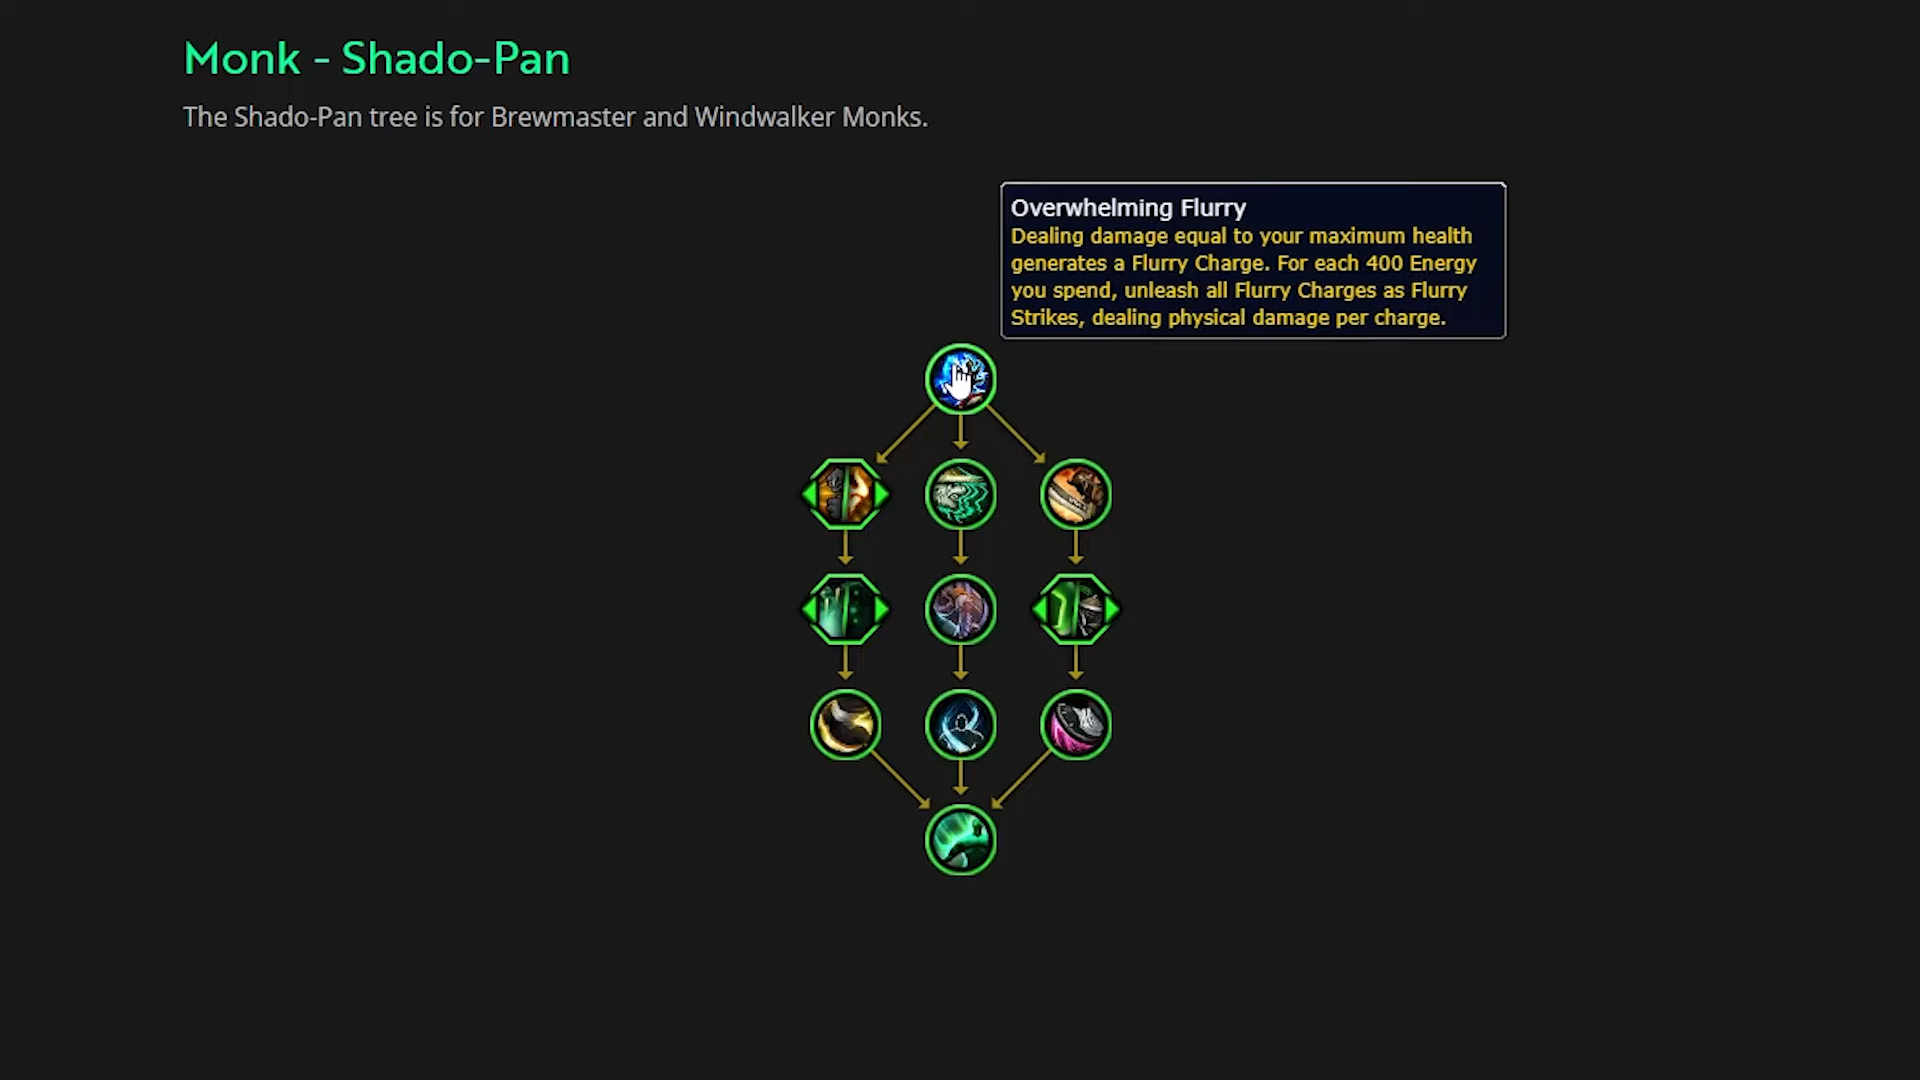 Monk - Shado-Pan
The Shado-Pan tree is for Brewmaster and Windwalker Monks.
Overwhelming Flurry
Dealing damage equal to your maximum health
generates a Flurry Charge. For each 400 Energy
you spend, unleash all Flurry Charges as Flurry
Strikes, dealing physical damage per charge.